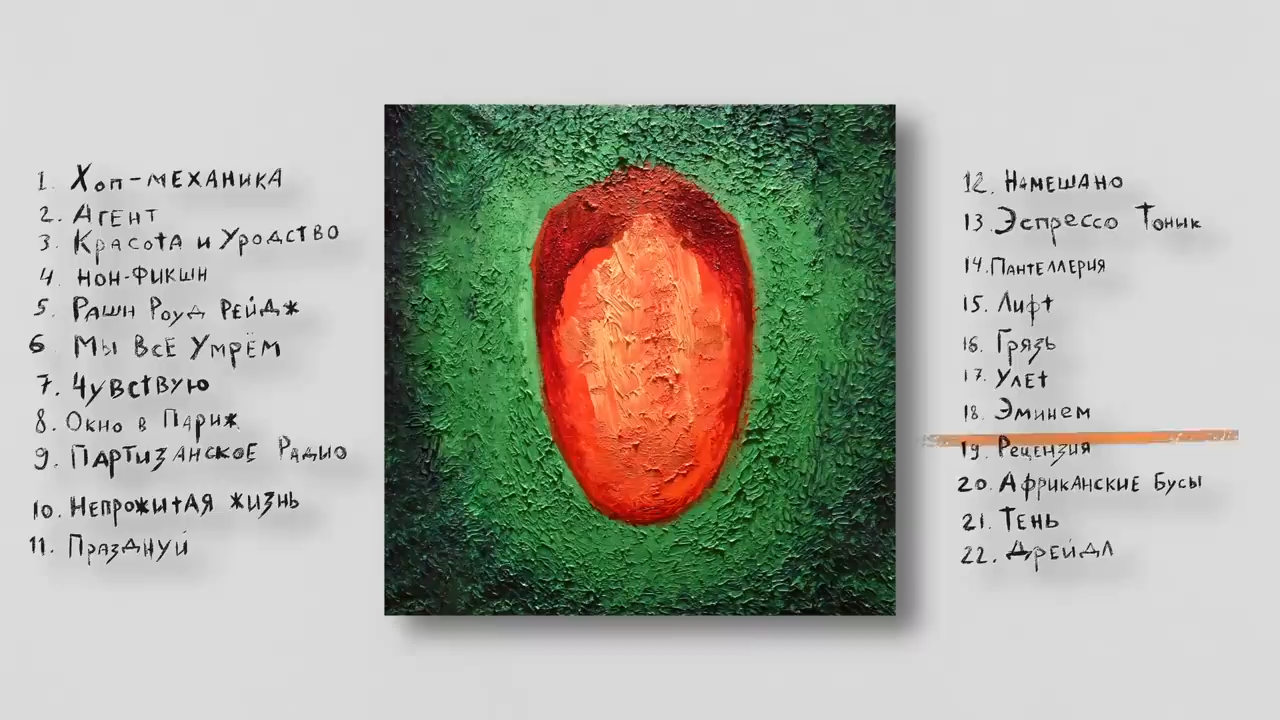 1. Хоп-механика
2. Агент
3. Красота и Уродство
4. нон-фикшн
5. Рашн Роуд Рейдж
6. Мы Все Умрём
7. Чувствую
8. Окно в Париж
9. Партизанское Радио
10. Непрожитая жизнь
11. Празднуй
12. Намешано
13. Эспрессо Тоник
14. Пантеллерия
15. Лифт
16. Грязь
17. Улет
18. Эминем
19. Рецензия
20. Африканские Бусы
21. Тень
22. Дрейдл